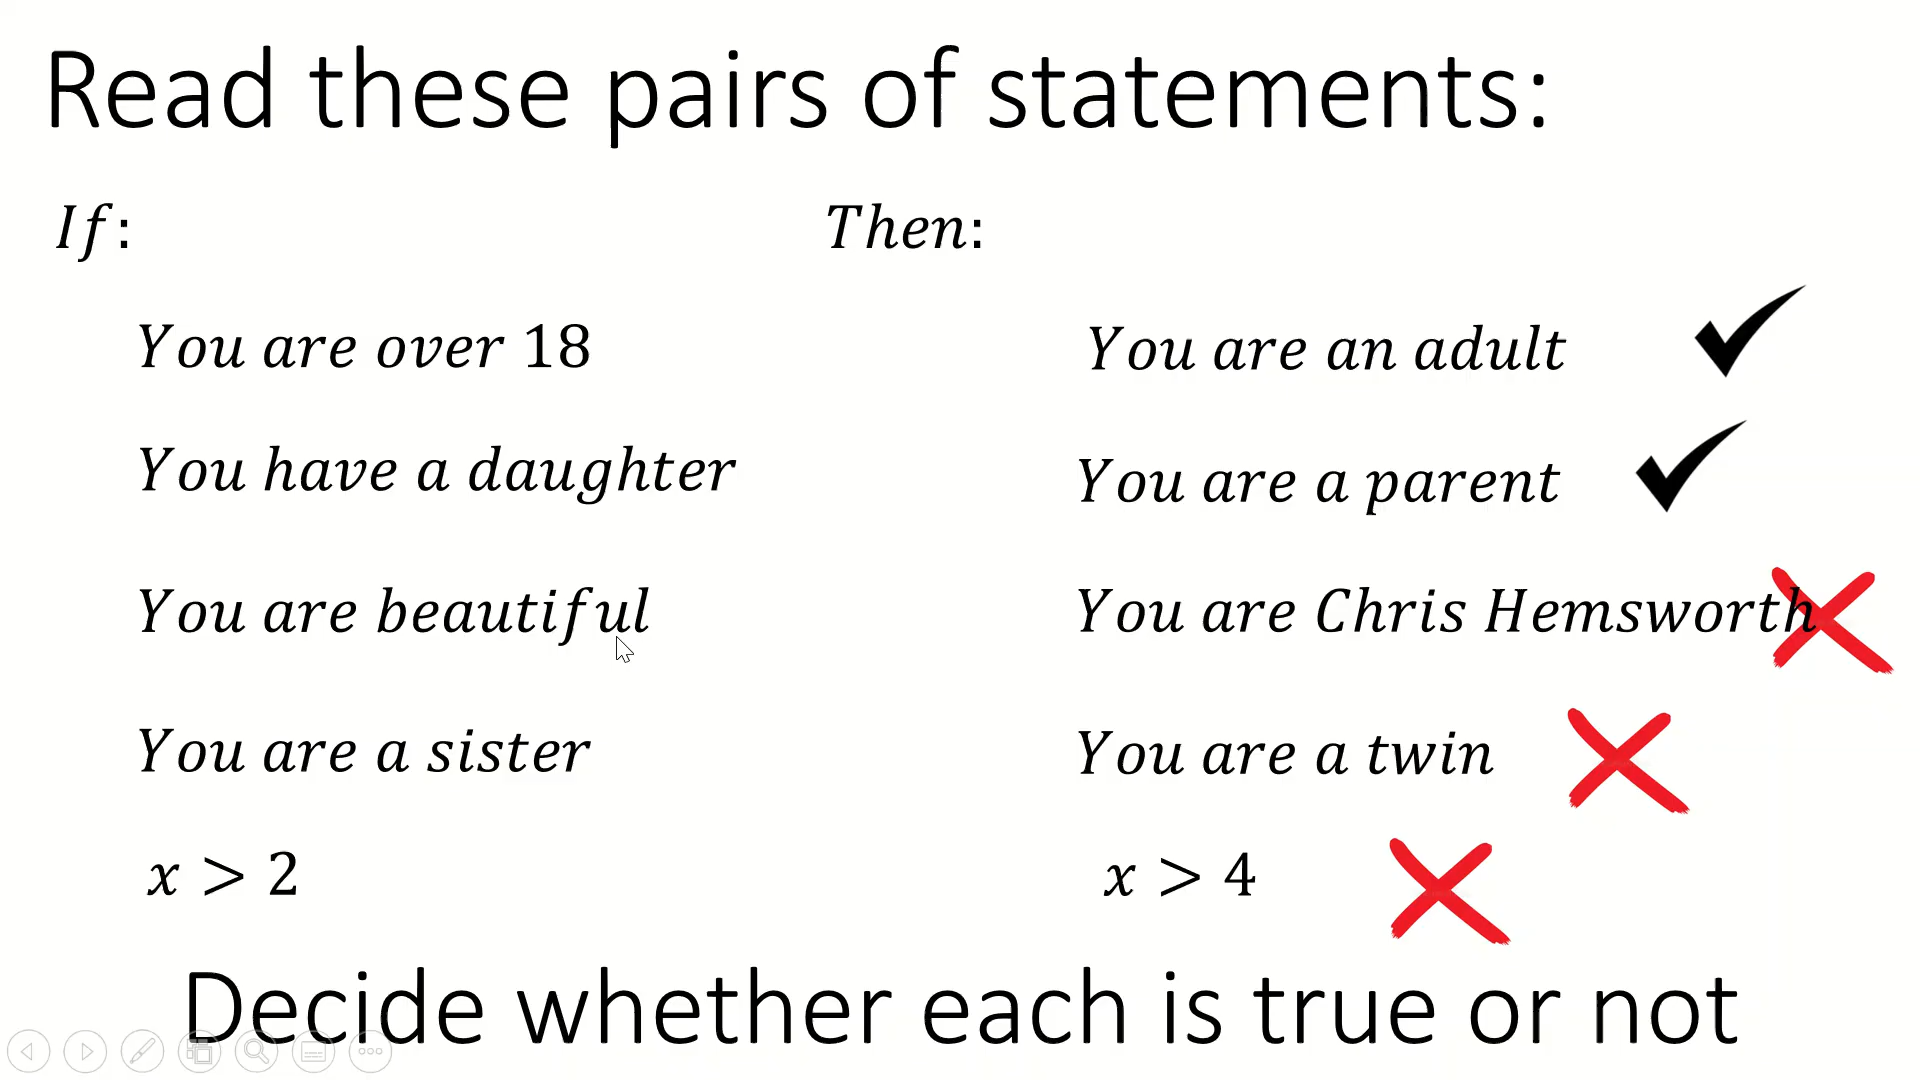 Read these pairs of statements:
If: Then:
You are over 18 You are an adult
You have a daughter You are a parent
You are beautiful You are Chris Hemsworth
You are a sister You are a twin
x > 2 x > 4
Decide whether each is true or not